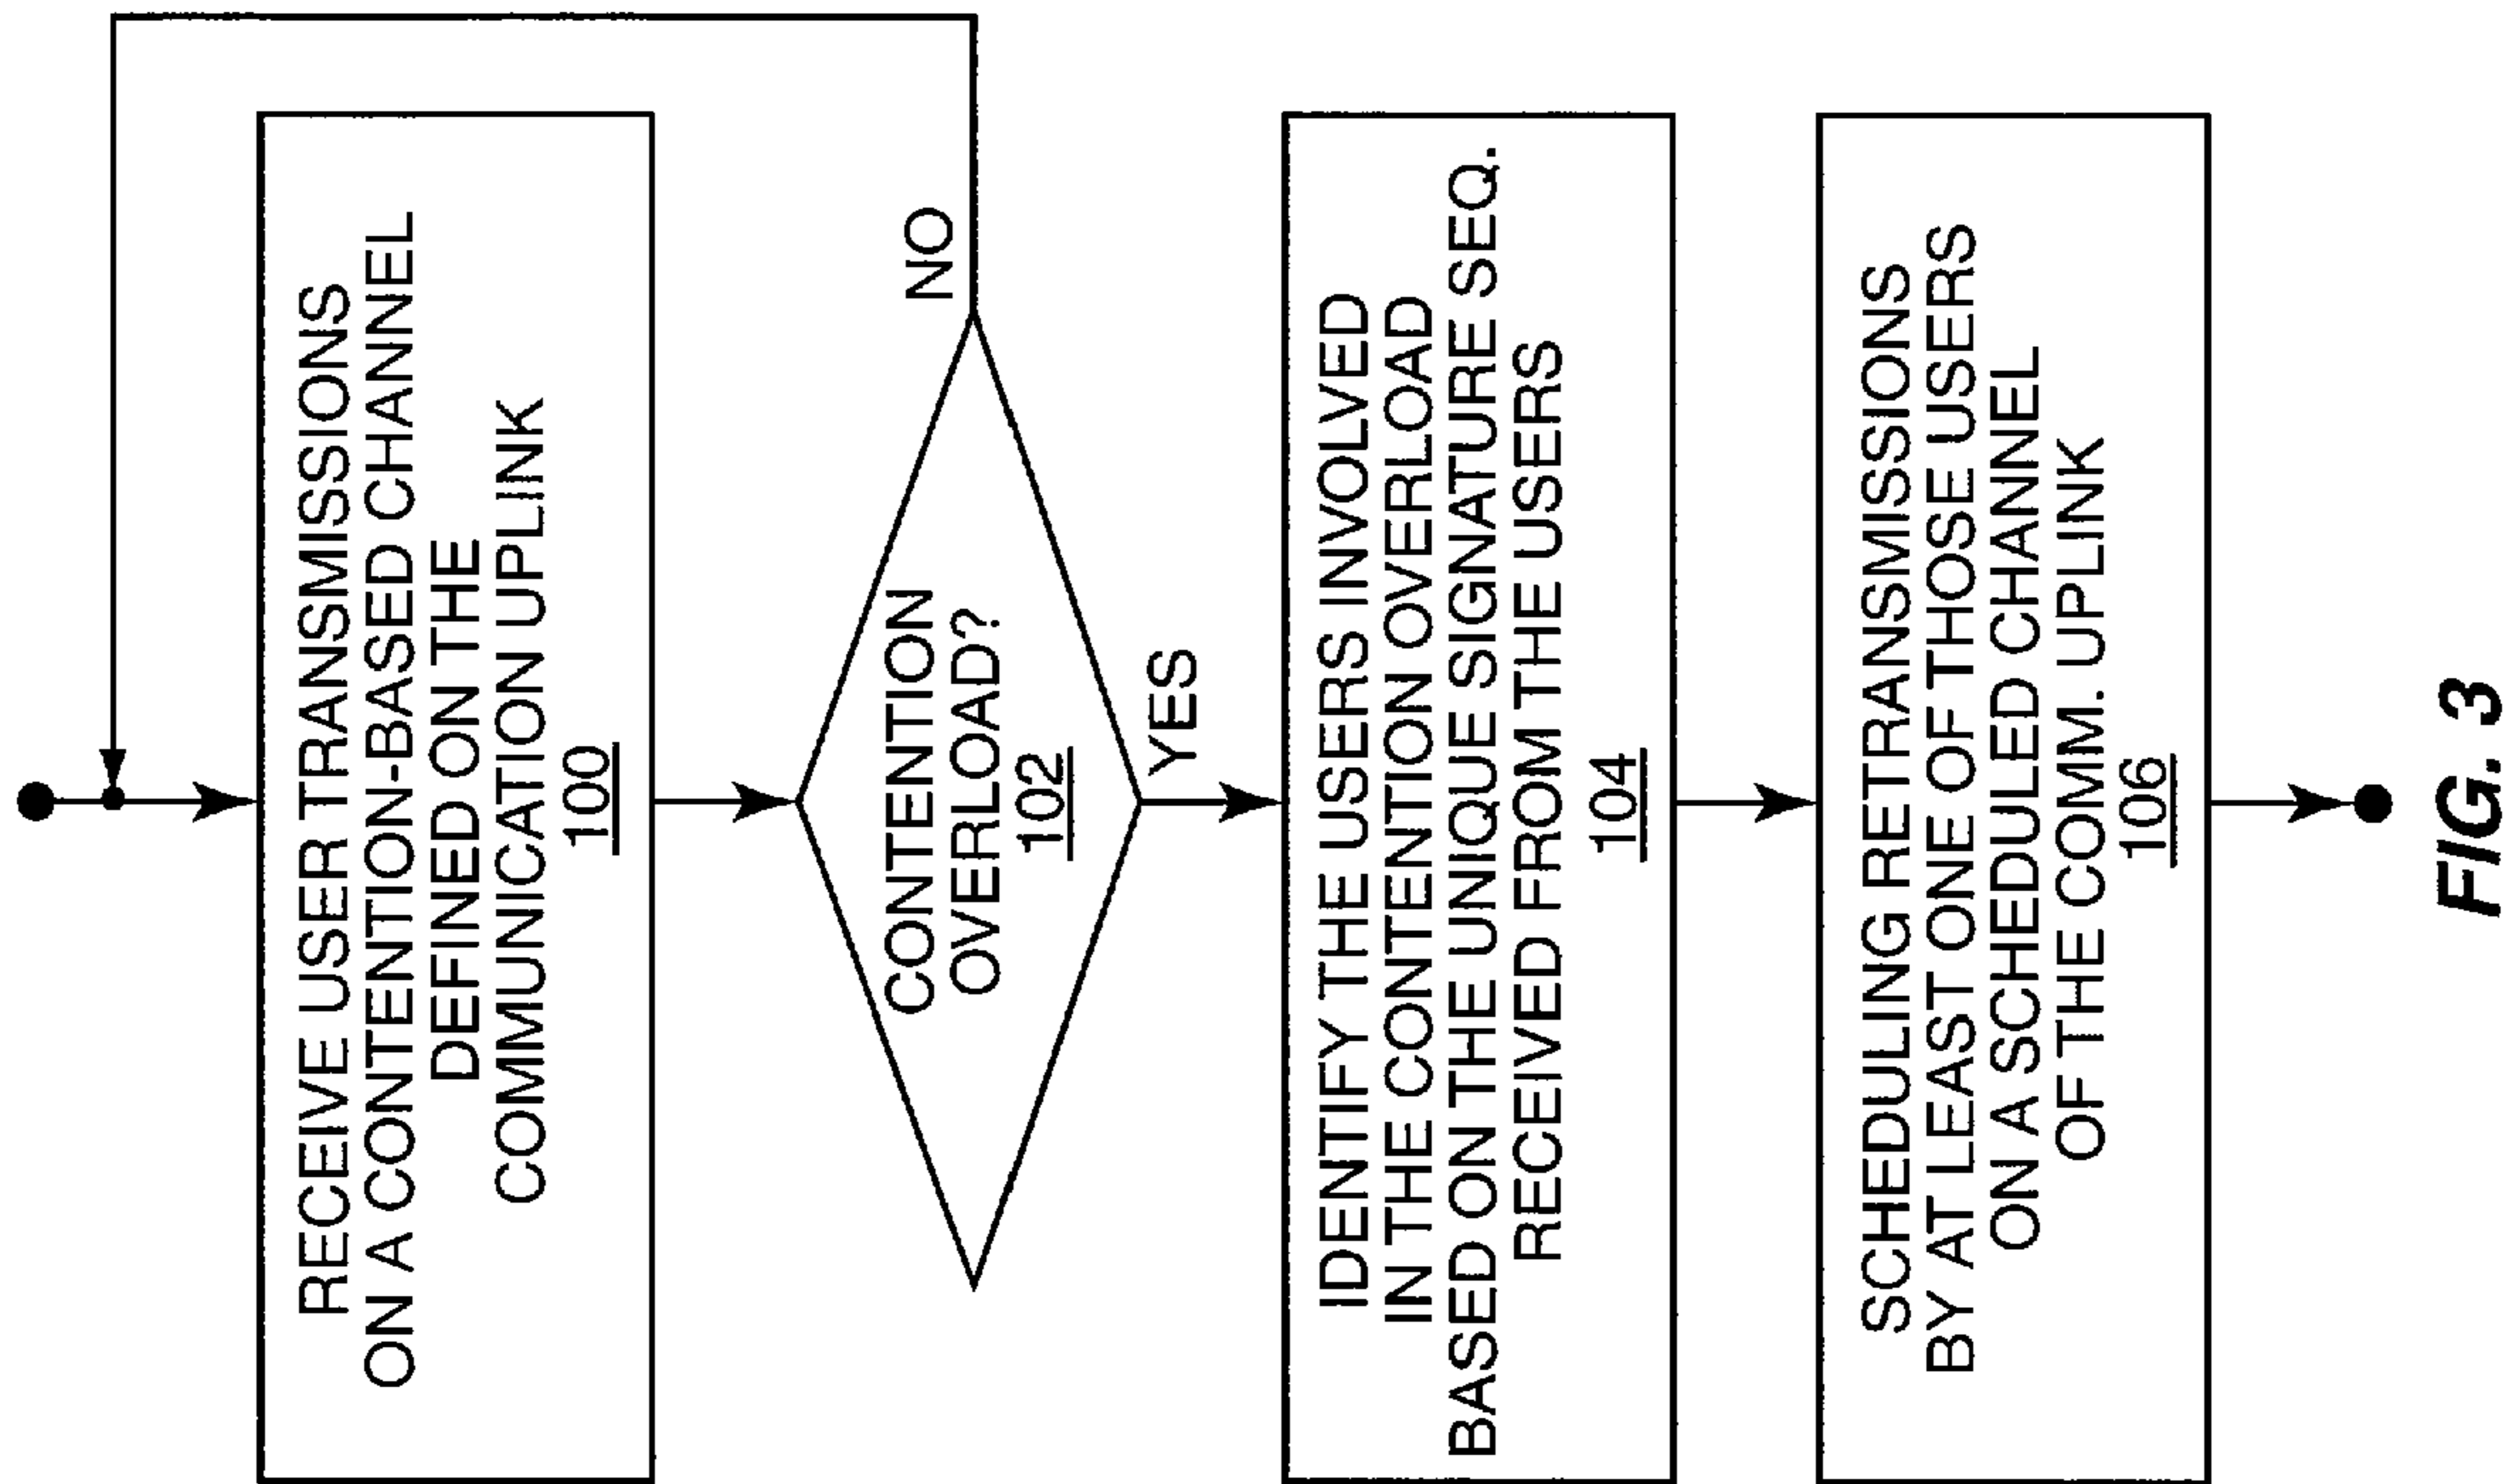 RECEIVE USER TRANSMISSIONS
ON A CONTENTION-BASED CHANNEL
DEFINED ON THE
COMMUNICATION UPLINK
100
CONTENTION
OVERLOAD?
102
NO
YES
IDENTIFY THE USERS INVOLVED
IN THE CONTENTION OVERLOAD
BASED ON THE UNIQUE SIGNATURE SEQ.
RECEIVED FROM THE USERS
104
SCHEDULING RETRANSMISSIONS
BY AT LEAST ONE OF THOSE USERS
ON A SCHEDULED CHANNEL
OF THE COMM. UPLINK
106
FIG. 3